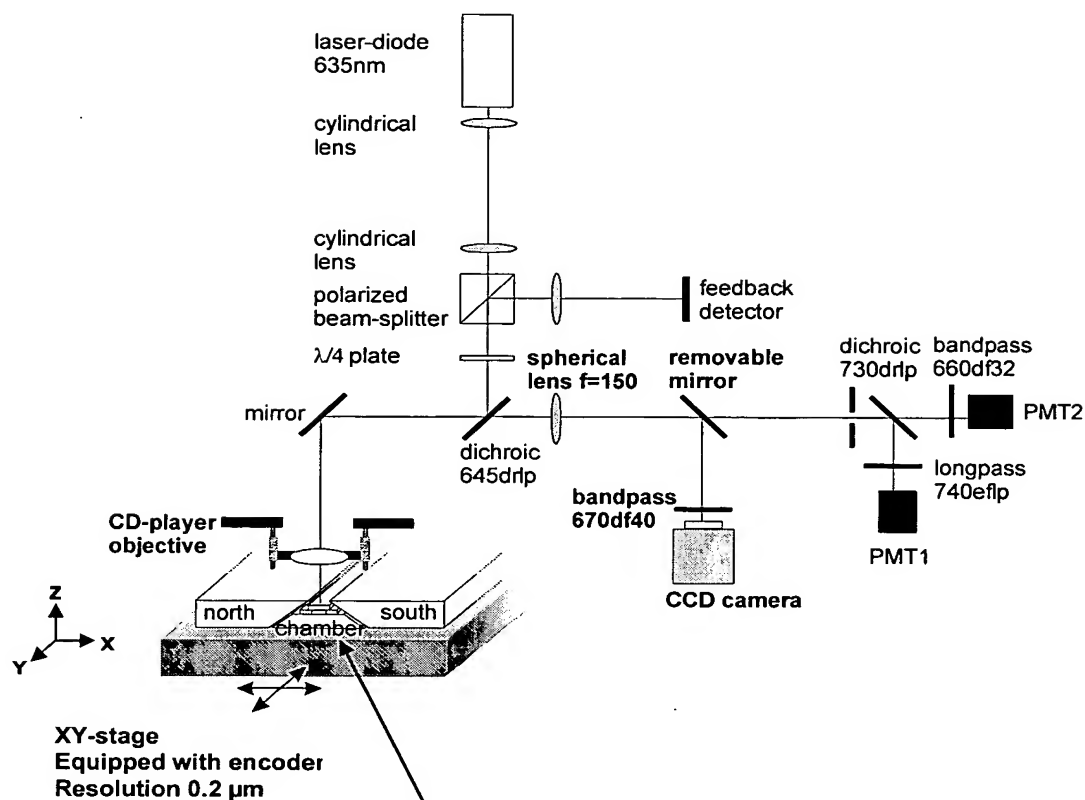 laser-diode
635nm
cylindrical
lens
cylindrical
lens
polarized
beam-splitter
feedback
detector
λ/4 plate
spherical
lens f=150
removable
mirror
dichroic
730drlp
bandpass
660df32
mirror
PMT2
dichroic
645drlp
longpass
740eflp
CD-player
objective
bandpass
670df40
PMT1
CCD camera
north
south
chamber
Z
X
Y
XY-stage
Equipped with encoder
Resolution 0.2 µm